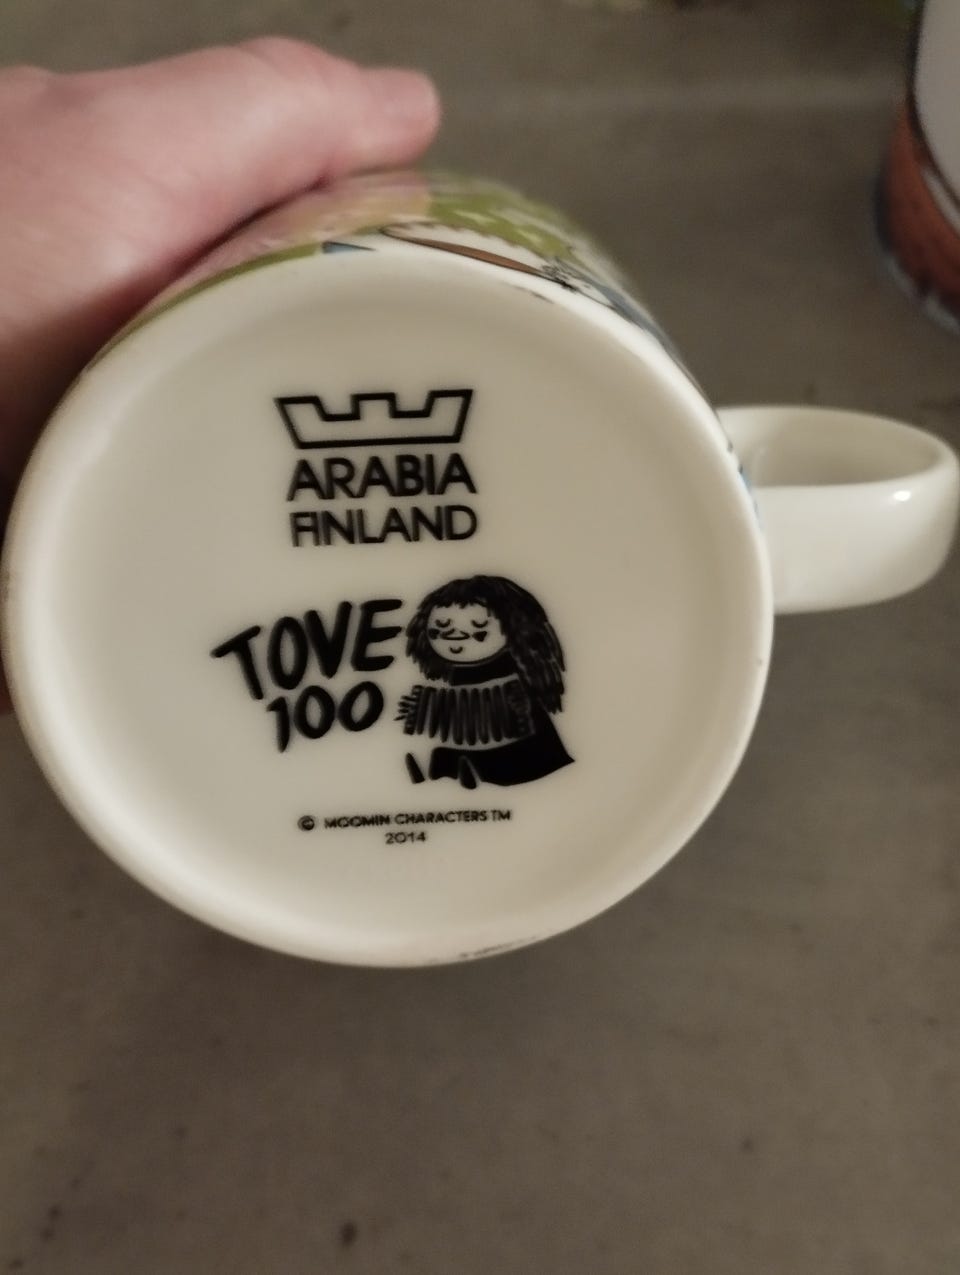 ARABIA
FINLAND
TOVE
100
© MOOMIN CHARACTERS TM
2014